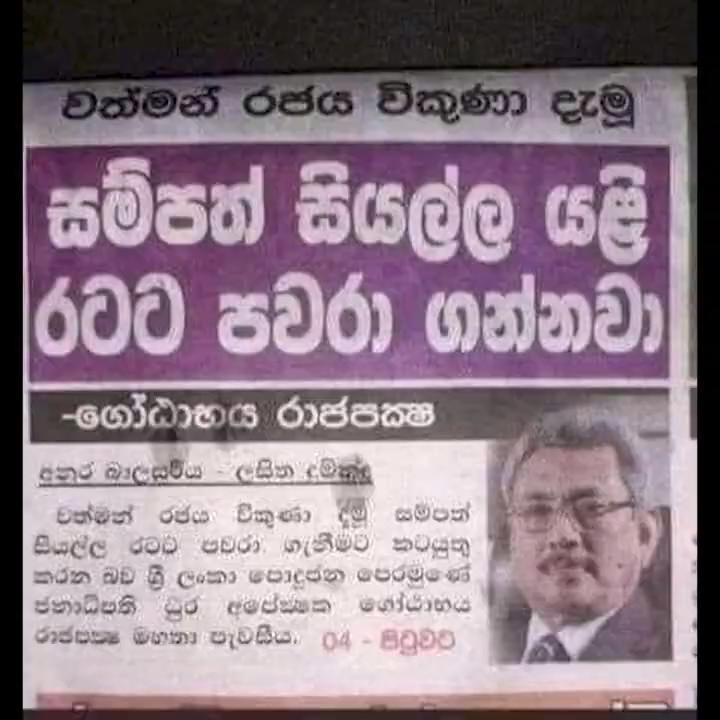 වත්මන් රජය විකුණා දැමූ
සම්පත් සියල්ල යළි
රටට පවරා ගන්නවා
-ගෝඨාභය රාජපක්ෂ
අනුර බාලසූරිය - ලසිත දුමින්ද
වත්මන් රජය විකුණා දමූ සම්පත්
සියල්ල රටට පවරා ගැනීමට කටයුතු
කරන බව ශ්‍රී ලංකා පොදුජන පෙරමුණේ
ජනාධිපති ධුර අපේක්ෂක ගෝඨාභය
රාජපක්ෂ මහතා පැවසීය. 04 - පිටුවට